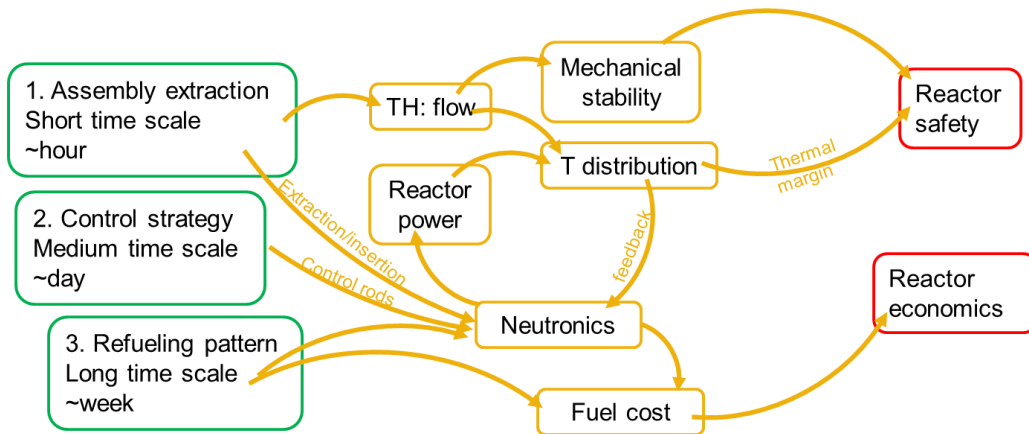 1. Assembly extraction
Short time scale
~hour
2. Control strategy
Medium time scale
~day
3. Refueling pattern
Long time scale
~week
TH: flow
Mechanical
stability
T distribution
Reactor
power
Extraction/insertion
Control rods
feedback
Thermal
margin
Neutronics
Fuel cost
Reactor
safety
Reactor
economics